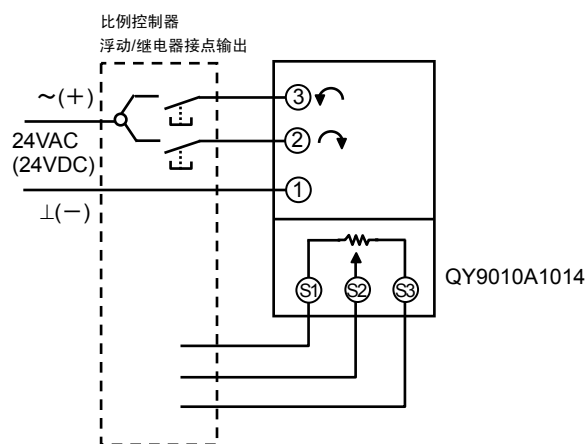 比例控制器
浮动/继电器接点输出
～(＋)
24VAC
(24VDC)
⊥(－)
3
2
1
S1 S2 S3
QY9010A1014